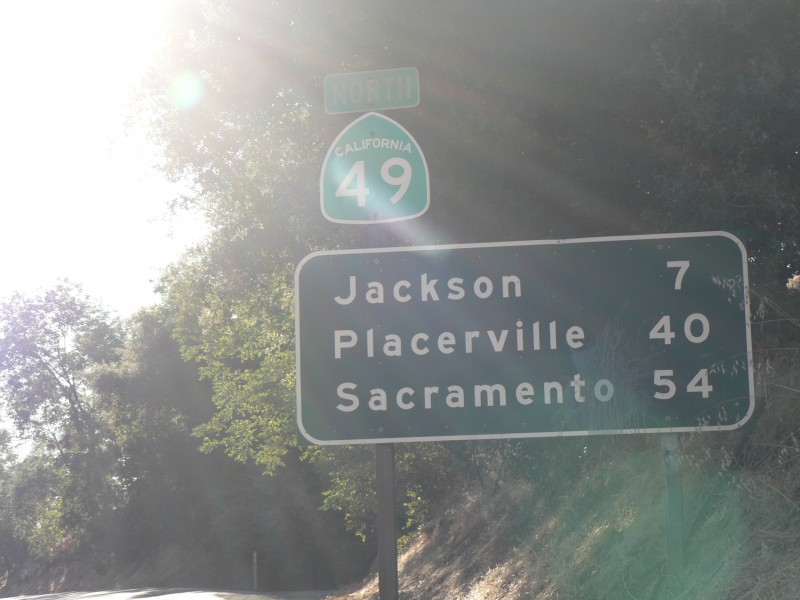 NORTH
CALIFORNIA
49
Jackson 7
Placerville 40
Sacramento 54